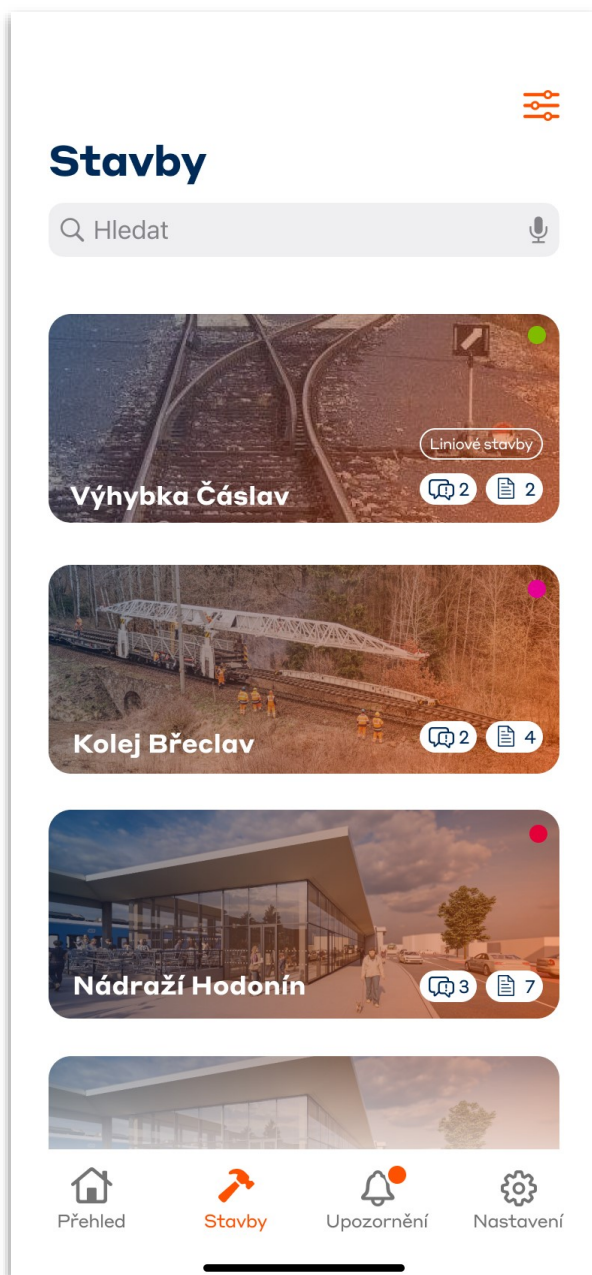 Stavby
Hledat
Liniové stavby
Výhybka Čáslav
2
2
Kolej Břeclav
2
4
Nádraží Hodonín
3
7
Přehled
Stavby
Upozornění
Nastavení